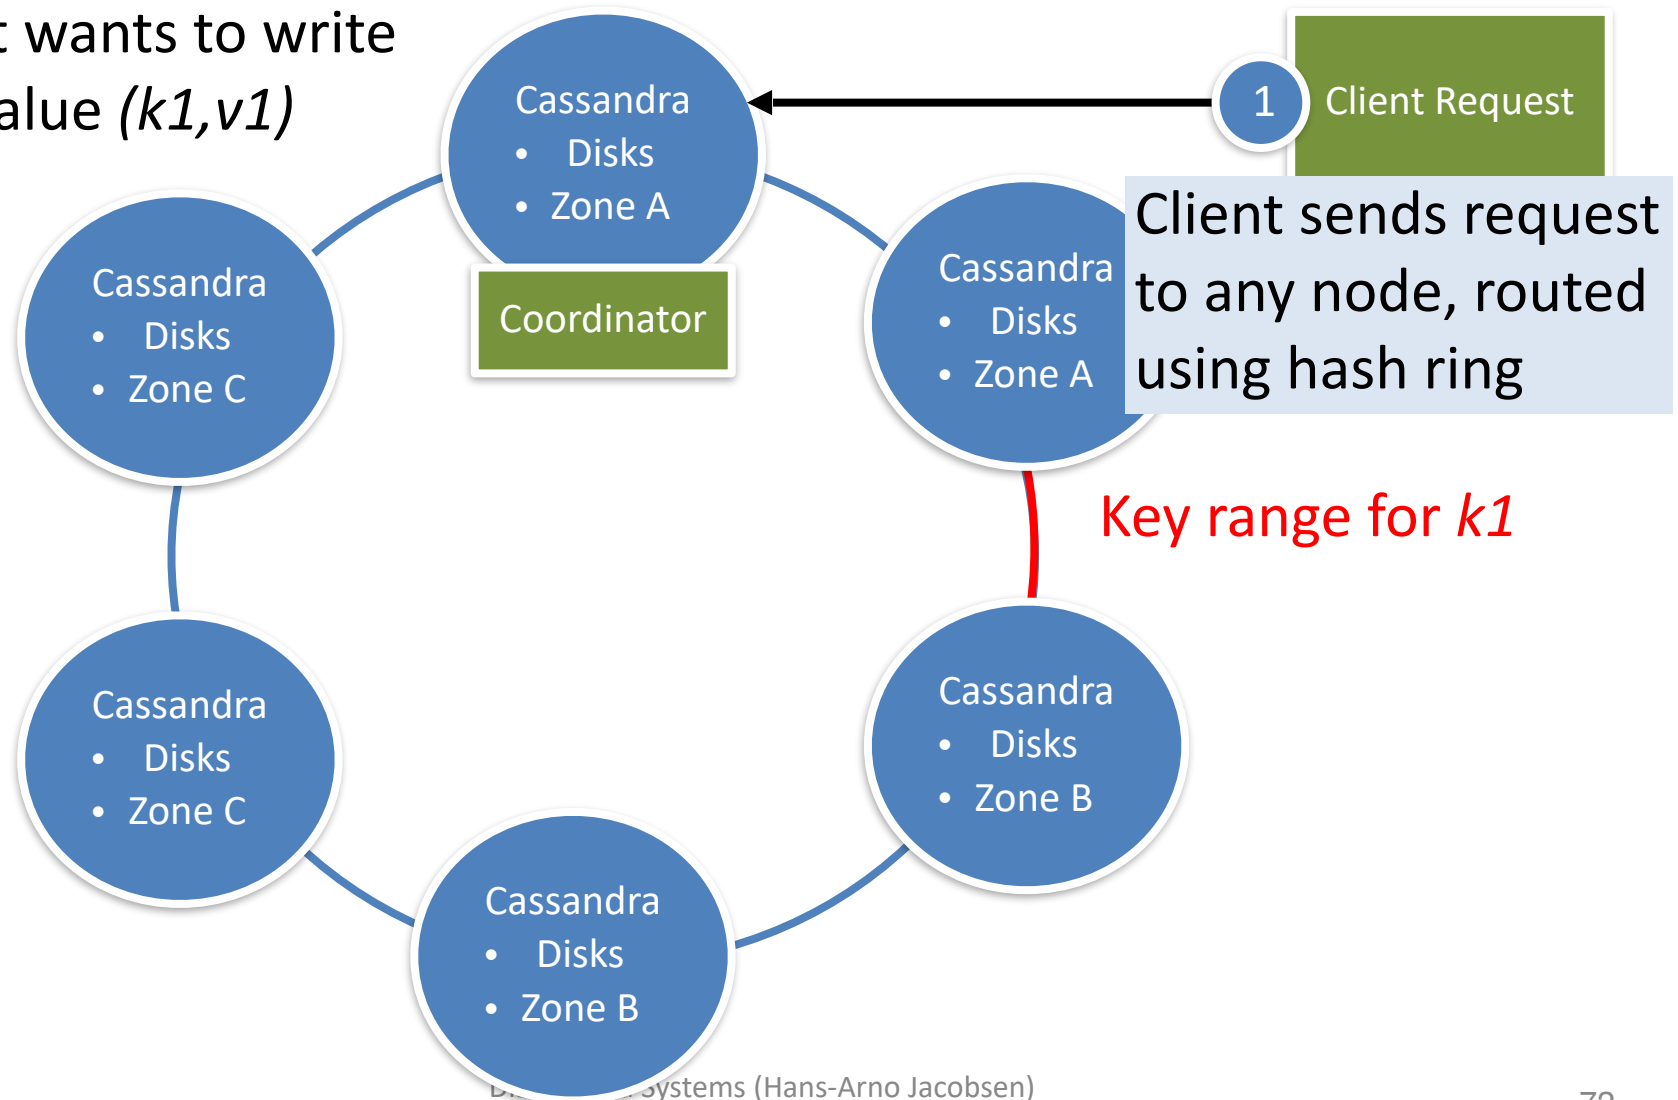 t wants to write
alue (k1,v1)
Cassandra
• Disks
• Zone A
1
Client Request
Client sends request
to any node, routed
using hash ring
Cassandra
• Disks
• Zone C
Coordinator
Cassandra
• Disks
• Zone A
Key range for k1
Cassandra
• Disks
• Zone C
Cassandra
• Disks
• Zone B
Cassandra
• Disks
• Zone B
Systems (Hans-Arno Jacobsen)